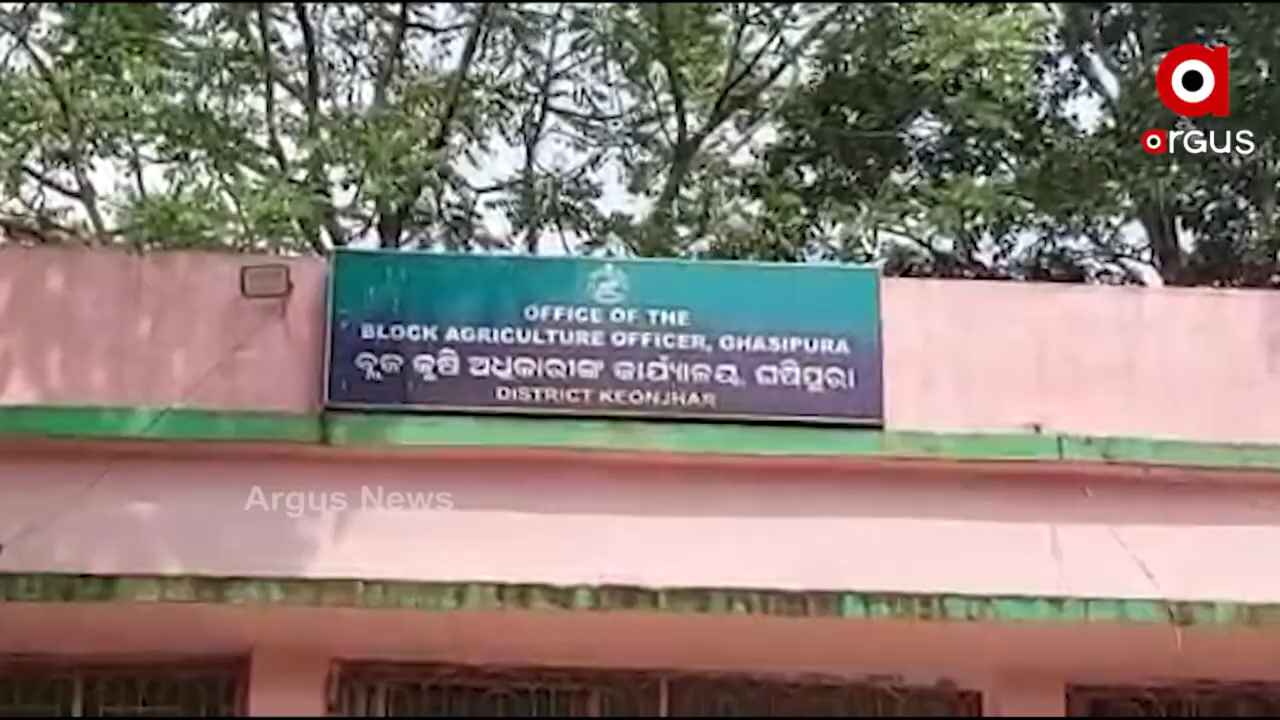 argus
OFFICE OF THE
BLOCK AGRICULTURE OFFICER, GHASIPURA
ବ୍ଲକ କୃଷି ଅଧିକାରୀଙ୍କ କାର୍ଯ୍ୟାଳୟ, ଘସିପୁରା
DISTRICT KEONJHAR
Argus News